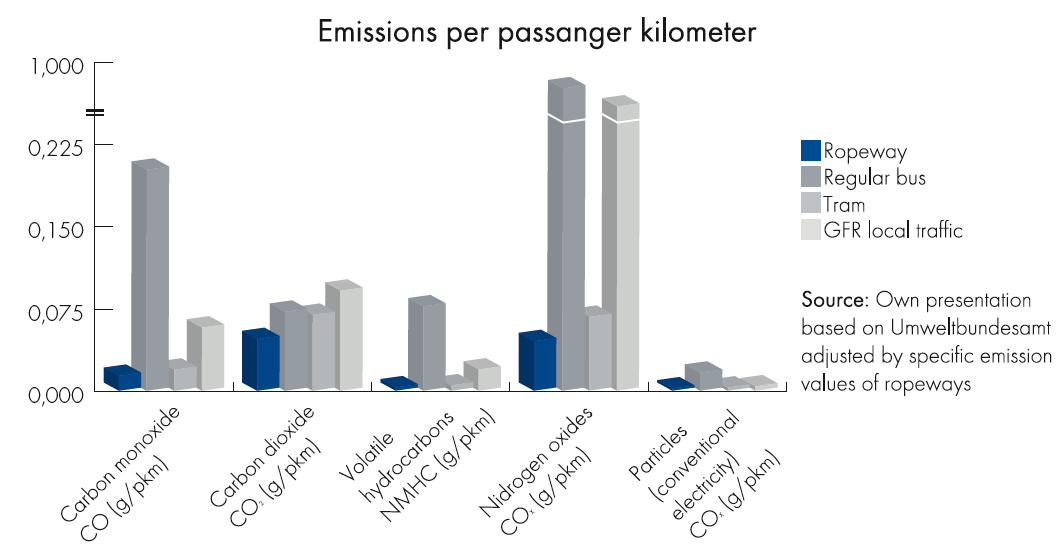 Emissions per passanger kilometer
1,000
0,225
0,150
0,075
0,000
Ropeway
Regular bus
Tram
GFR local traffic
Source: Own presentation
based on Umweltbundesamt
adjusted by specific emission
values of ropeways
Carbon monoxide
CO (g/pkm)
Carbon dioxide
CO₂ (g/pkm)
Volatile
hydrocarbons
NMHC (g/pkm)
Nidrogen oxides
COₓ (g/pkm)
Particles
(conventional
electricity)
COₓ (g/pkm)